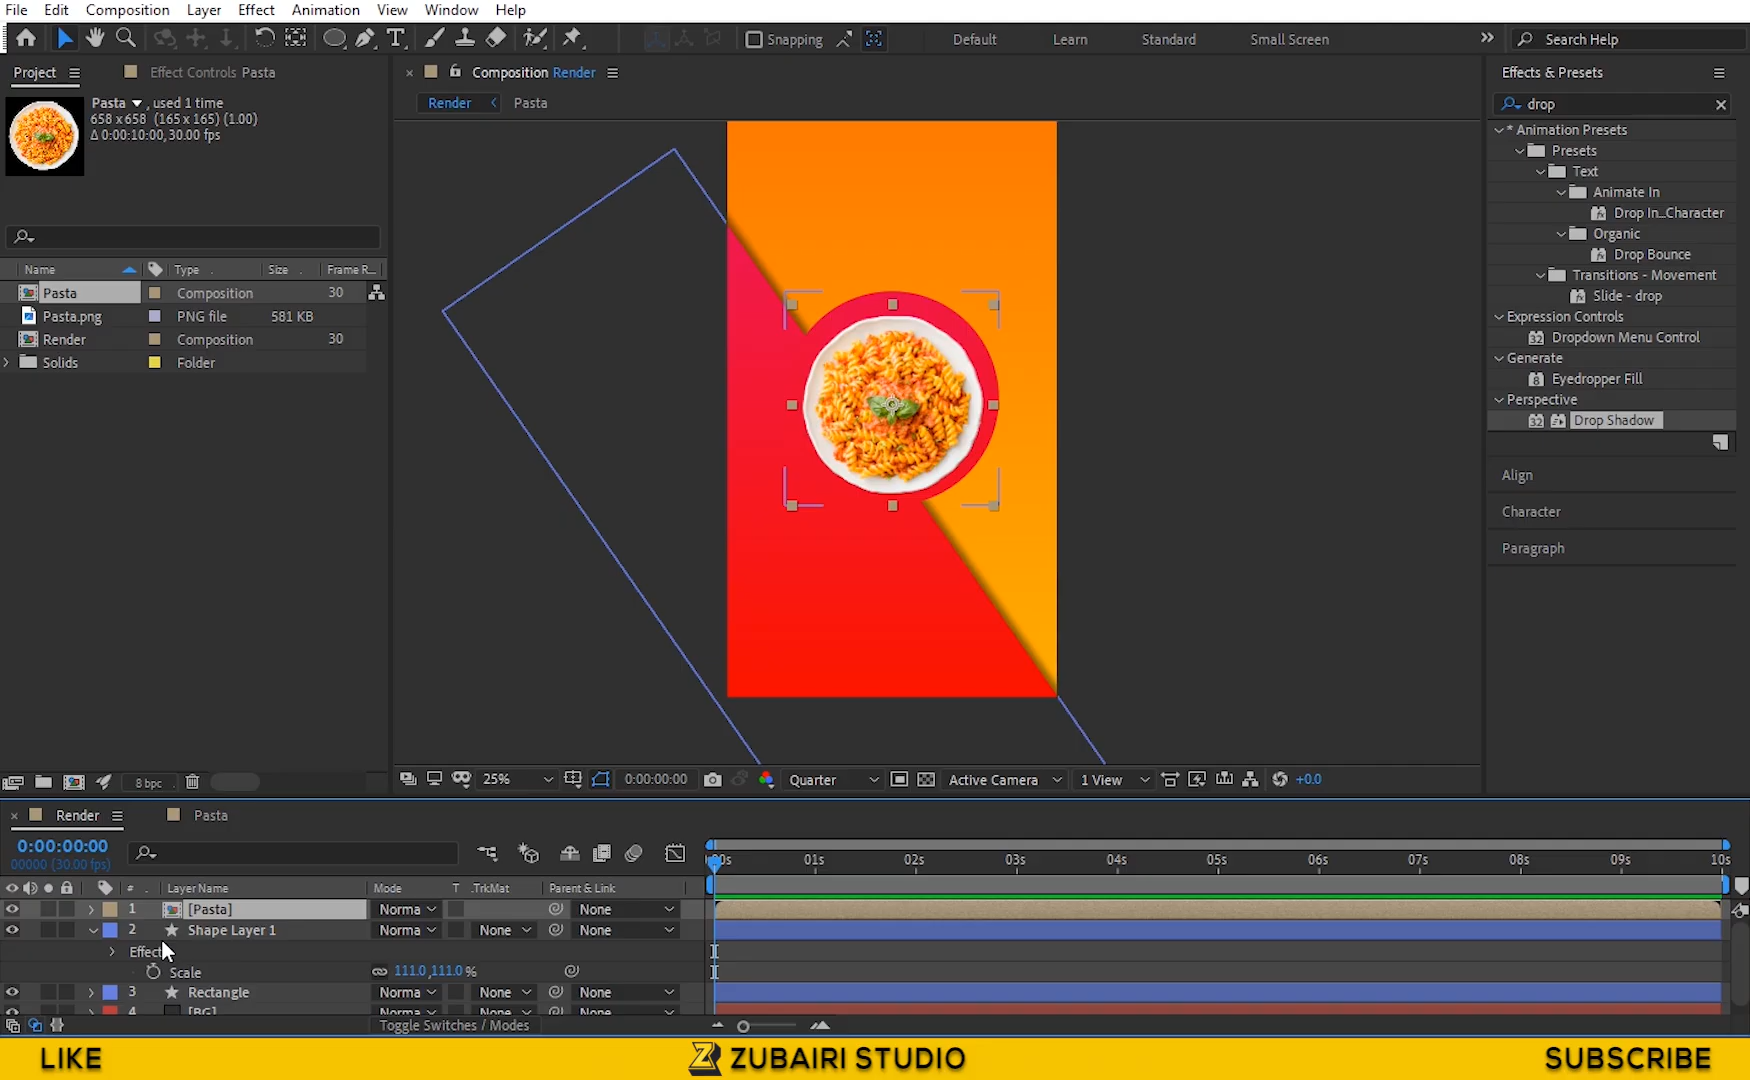 File Edit Composition Layer Effect Animation View Window Help
Snapping Default Learn Standard Small Screen Search Help
Project Effect Controls Pasta
Composition Render
Effects & Presets
Pasta , used 1 time
658 x 658 (165 x 165) (1.00)
Δ 0:00:10:00, 30.00 fps
Render Pasta
drop
* Animation Presets
Presets
Text
Animate In
Drop In_Character
Organic
Drop Bounce
Transitions - Movement
Slide - drop
Expression Controls
Dropdown Menu Control
Generate
Eyedropper Fill
Perspective
Drop Shadow
Align
Character
Paragraph
Name Type Size Frame R...
Pasta Composition 30
Pasta.png PNG file 581 KB
Render Composition 30
Solids Folder
8 bpc
25% 0:00:00:00 Quarter Active Camera 1 View +0.0
Render Pasta
0:00:00:00
00000 (30.00 fps)
00s 01s 02s 03s 04s 05s 06s 07s 08s 09s 10s
# Layer Name Mode T .TrkMat Parent & Link
1 [Pasta] Norma None
2 Shape Layer 1 Norma None None
Effect
Scale 111.0,111.0%
3 Rectangle Norma None None
4 [BG] Norma None None
Toggle Switches / Modes
LIKE ZUBAIRI STUDIO SUBSCRIBE